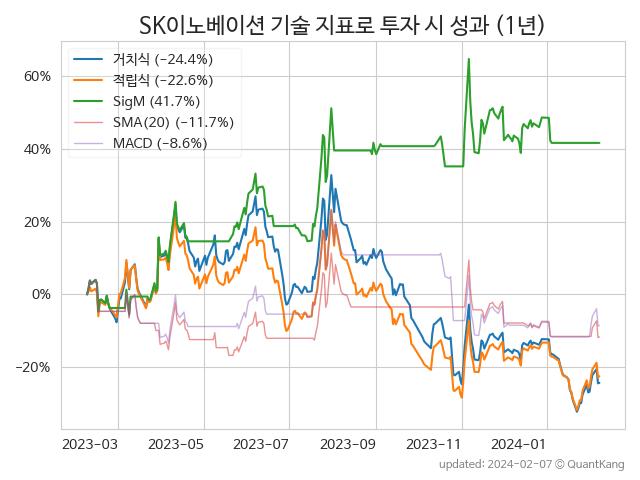 SK이노베이션 기술 지표로 투자 시 성과 (1년)
거치식 (−24.4%)
적립식 (−22.6%)
SigM (41.7%)
SMA(20) (−11.7%)
MACD (−8.6%)
60%
40%
20%
0%
−20%
2023−03 2023−05 2023−07 2023−09 2023−11 2024−01
updated: 2024-02-07 © QuantKang